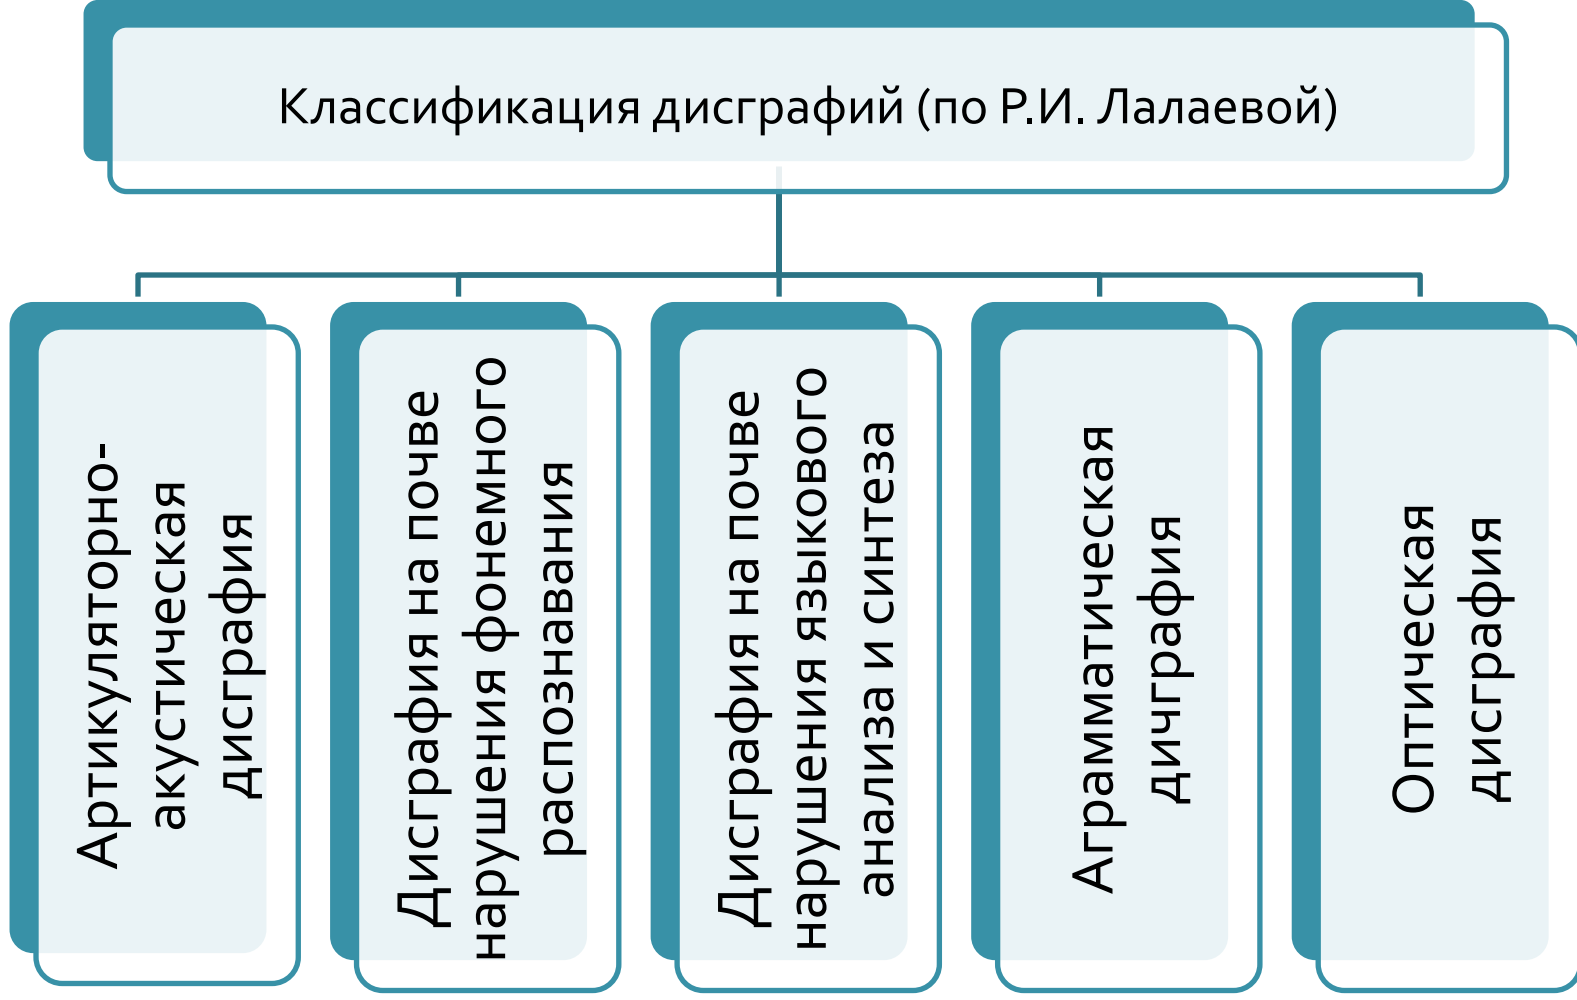 Классификация дисграфий (по Р.И. Лалаевой)
Артикуляторно-
акустическая
дисграфия
Дисграфия на почве
нарушения фонемного
распознавания
Дисграфия на почве
нарушения языкового
анализа и синтеза
Аграмматическая
дичграфия
Оптическая
дисграфия